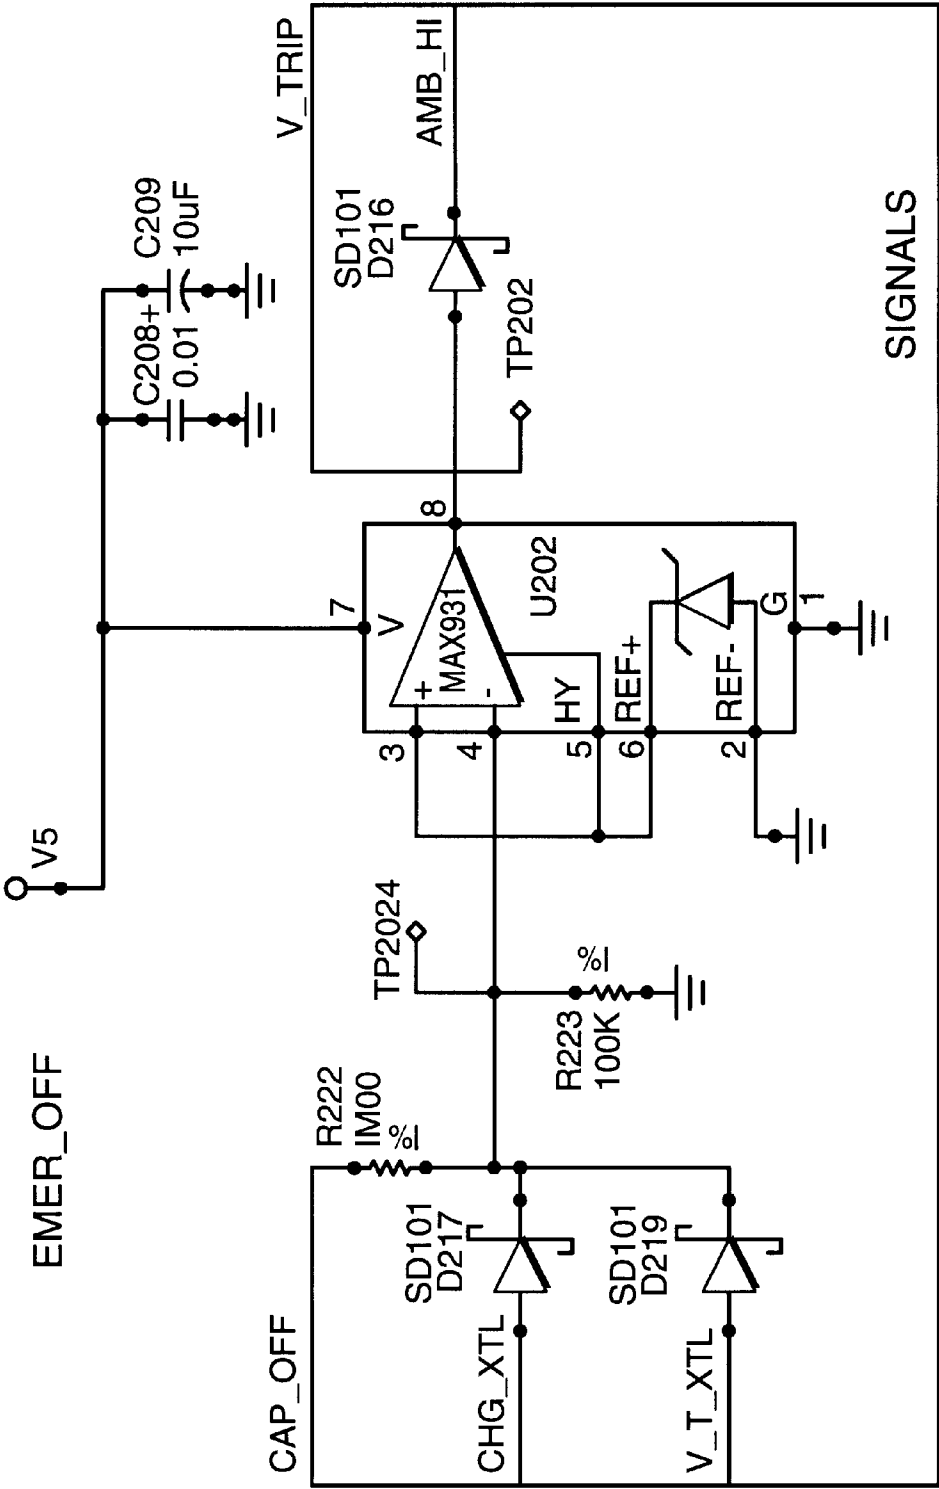 EMER_OFF
V5
C208+
0.01
C209
10uF
CAP_OFF
R222
IM00
%I
TP2024
V_TRIP
SD101
D216
AMB_HI
TP202
7
V
8
3
+
MAX931
4
-
U202
5
HY
6
REF+
2
REF-
G
1
R223
100K
%I
SD101
D217
CHG_XTL
SD101
D219
V_T_XTL
SIGNALS